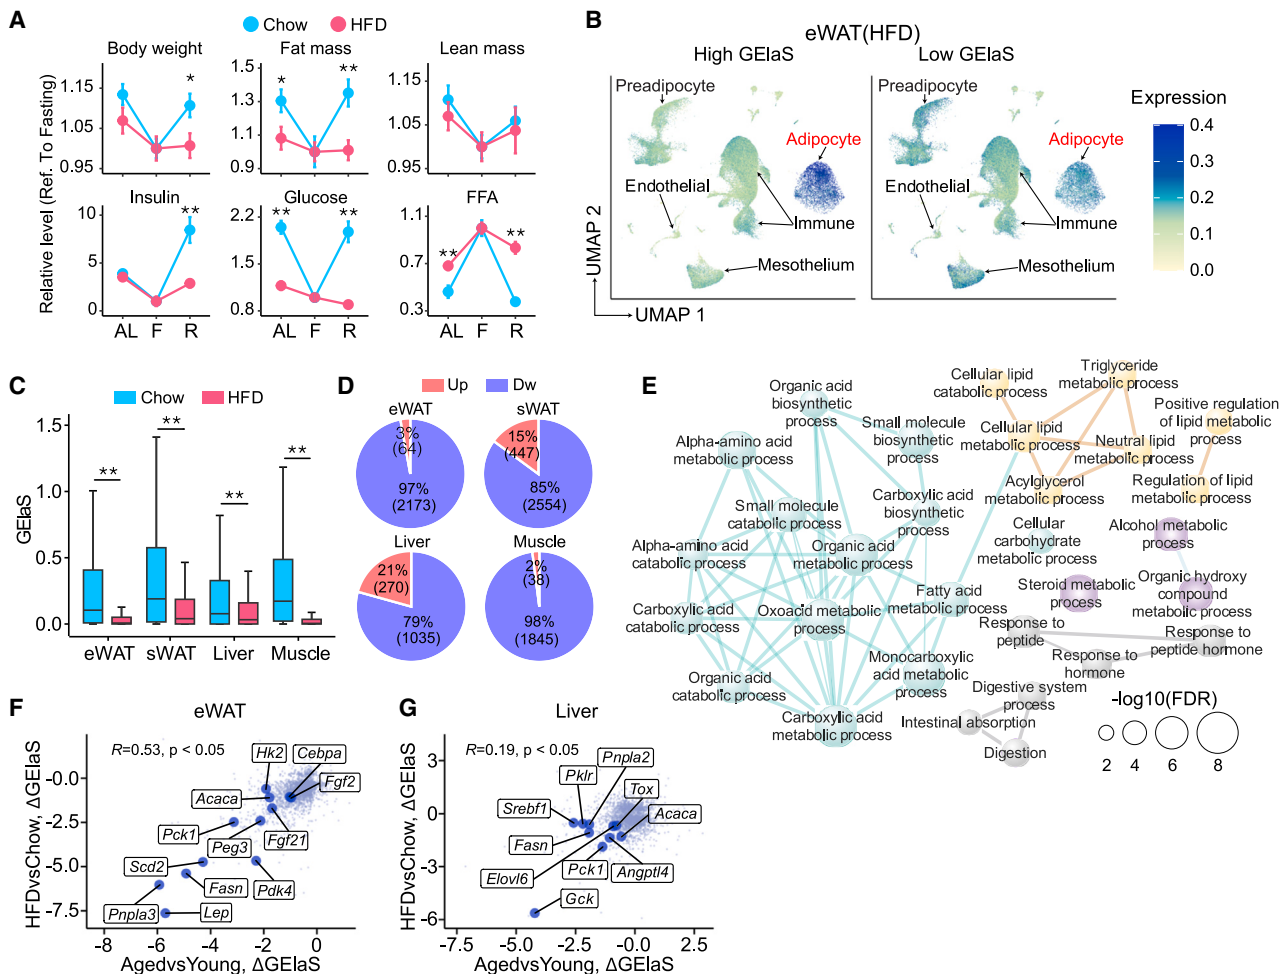 A
Chow
HFD
Body weight
Fat mass
Lean mass
1.15
1.05
0.95
*
1.5
1.3
1.1
0.9
*
**
1.15
1.05
0.95
Relative level (Ref. To Fasting)
Insulin
Glucose
FFA
10
5
0
**
2.2
1.5
0.8
**
**
1.1
0.7
0.3
**
**
AL F R
AL F R
AL F R
B
eWAT(HFD)
High GElaS
Low GElaS
Preadipocyte
Adipocyte
Endothelial
Immune
Mesothelium
Preadipocyte
Adipocyte
Endothelial
Immune
Mesothelium
UMAP 2
UMAP 1
Expression
0.4
0.3
0.2
0.1
0.0
C
Chow
HFD
GElaS
1.5
1.0
0.5
0.0
**
**
**
**
eWAT
sWAT
Liver
Muscle
D
Up
Dw
eWAT
3%
(64)
97%
(2173)
sWAT
15%
(447)
85%
(2554)
Liver
21%
(270)
79%
(1035)
Muscle
2%
(38)
98%
(1845)
E
Organic acid
biosynthetic
process
Alpha-amino acid
metabolic process
Small molecule
biosynthetic
process
Small molecule
catabolic process
Carboxylic acid
biosynthetic
process
Alpha-amino acid
catabolic
process
Organic acid
metabolic process
Carboxylic acid
catabolic process
Oxoacid metabolic
process
Fatty acid
metabolic process
Organic acid
catabolic process
Monocarboxylic
acid metabolic
process
Carboxylic acid
metabolic process
Cellular lipid
catabolic process
Triglyceride
metabolic process
Cellular lipid
metabolic process
Neutral lipid
metabolic
process
Positive regulation
of lipid metabolic
process
Acylglycerol
metabolic process
Regulation of lipid
metabolic process
Cellular
carbohydrate
metabolic process
Alcohol metabolic
process
Steroid metabolic
process
Organic hydroxy
compound
metabolic process
Response to
peptide
Response to
hormone
Response to
peptide hormone
Digestive system
process
Intestinal absorption
Digestion
-log10(FDR)
2 4 6 8
F
eWAT
R=0.53, p < 0.05
HFDvsChow, ΔGElaS
-0.0
-2.5
-5.0
-7.5
Hk2
Cebpa
Fgf2
Acaca
Pck1
Peg3
Fgf21
Scd2
Fasn
Pdk4
Pnpla3
Lep
-8 -6 -4 -2 0
AgedvsYoung, ΔGElaS
G
Liver
R=0.19, p < 0.05
HFDvsChow, ΔGElaS
3
0
-3
-6
Pnpla2
Pklr
Tox
Srebf1
Acaca
Fasn
Elovl6
Pck1
Angptl4
Gck
-7.5 -5.0 -2.5 -0.0 2.5
AgedvsYoung, ΔGElaS